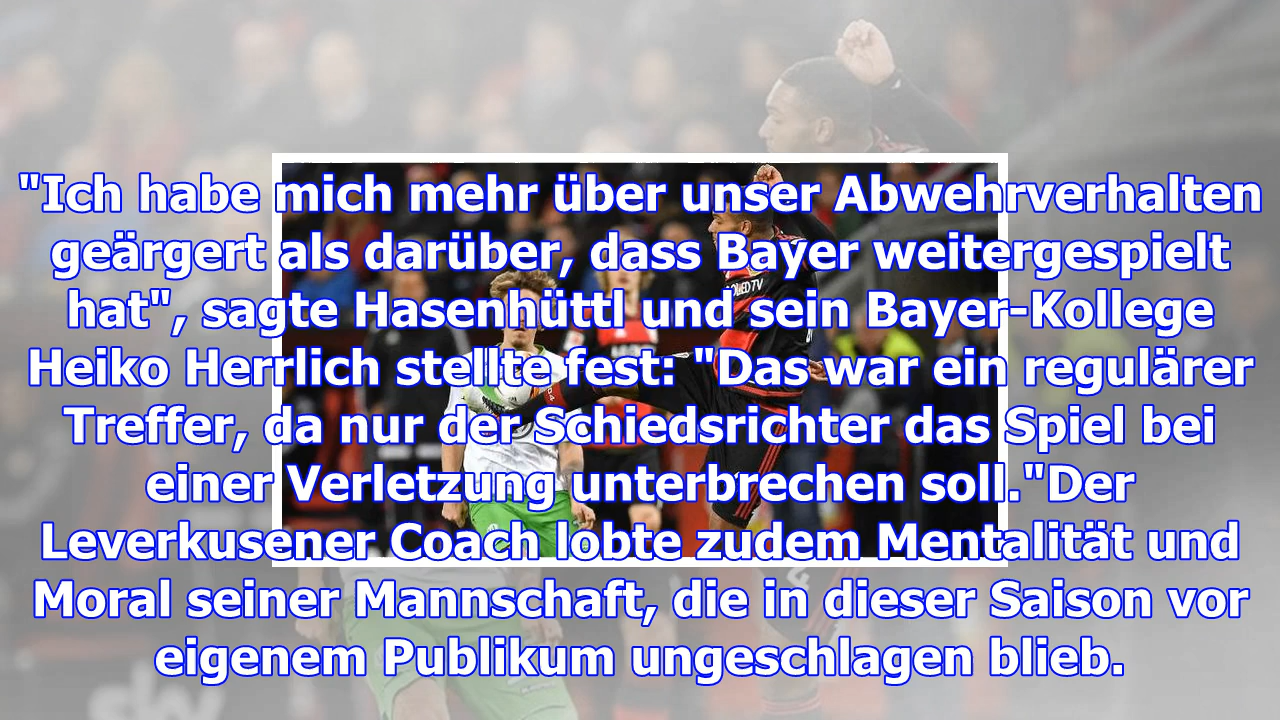 "Ich habe mich mehr über unser Abwehrverhalten
geärgert als darüber, dass Bayer weitergespielt
hat", sagte Hasenhüttl und sein Bayer-Kollege
Heiko Herrlich stellte fest: "Das war ein regulärer
Treffer, da nur der Schiedsrichter das Spiel bei
einer Verletzung unterbrechen soll."Der
Leverkusener Coach lobte zudem Mentalität und
Moral seiner Mannschaft, die in dieser Saison vor
eigenem Publikum ungeschlagen blieb.
sky